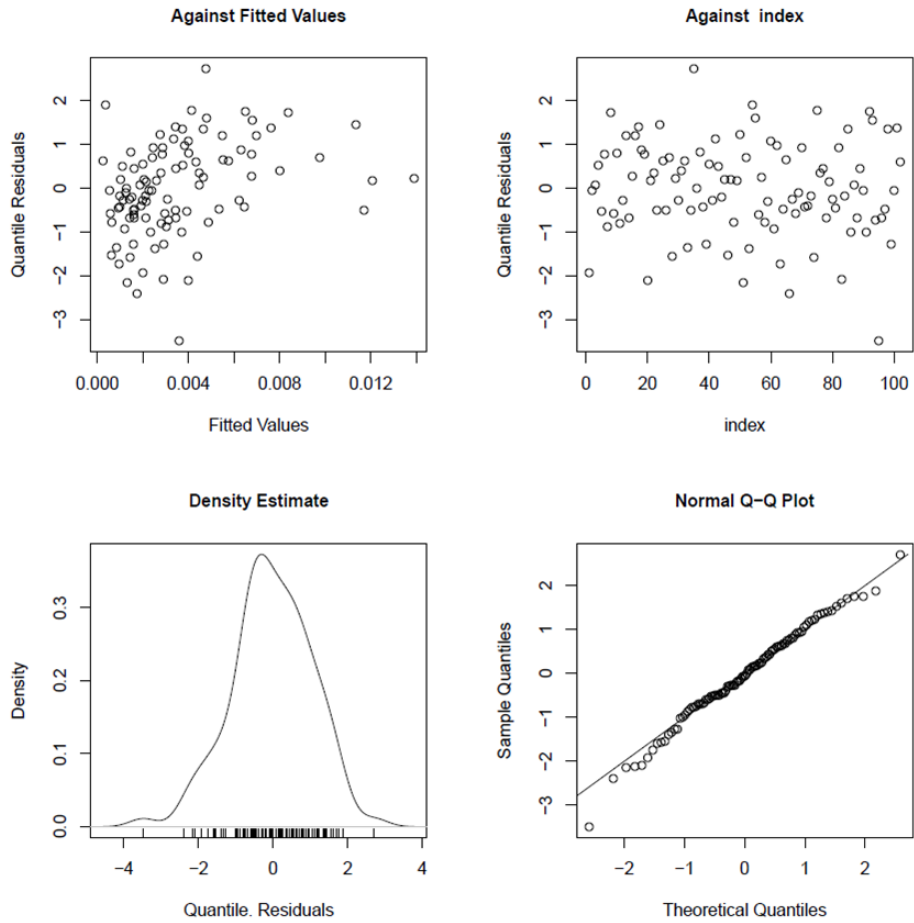 Against Fitted Values
Quantile Residuals
2
1
0
−1
−2
−3
0.000 0.004 0.008 0.012
Fitted Values
Against index
Quantile Residuals
2
1
0
−1
−2
−3
0 20 40 60 80 100
index
Density Estimate
Density
0.3
0.2
0.1
0.0
−4 −2 0 2 4
Quantile. Residuals
Normal Q−Q Plot
Sample Quantiles
2
1
0
−1
−2
−3
−2 −1 0 1 2
Theoretical Quantiles